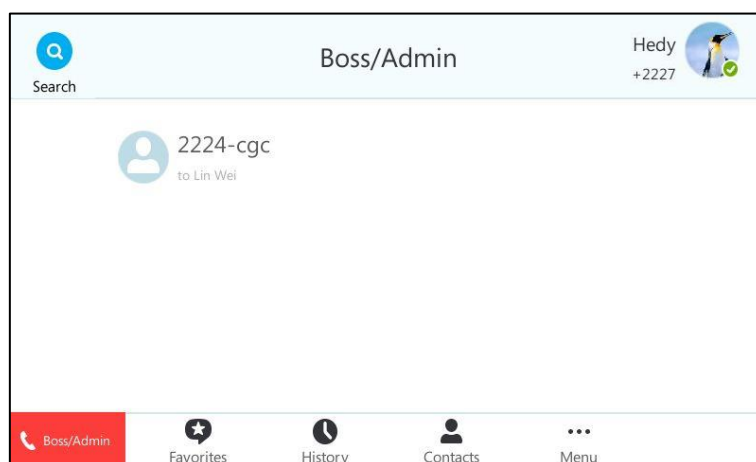 Search
Boss/Admin
Hedy
+2227
2224-cgc
to Lin Wei
Boss/Admin
Favorites
History
Contacts
Menu